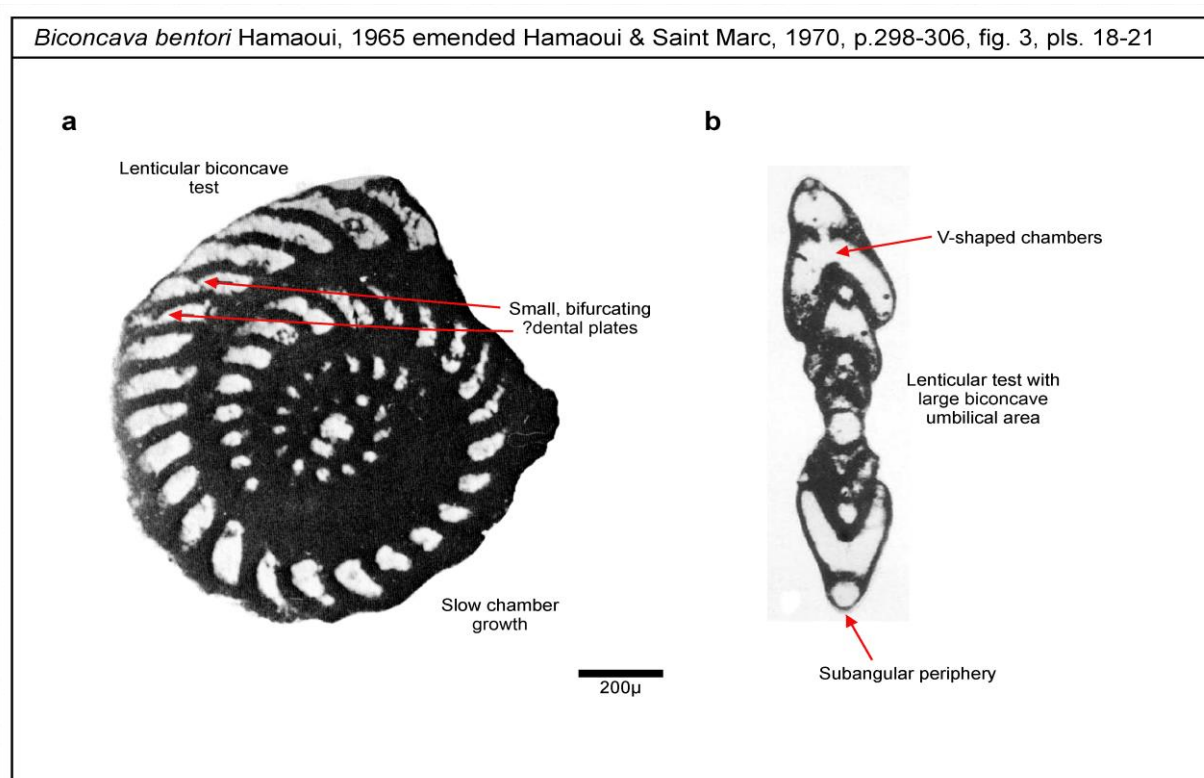 Biconcava bentori Hamaoui, 1965 emended Hamaoui & Saint Marc, 1970, p.298-306, fig. 3, pls. 18-21
a
b
Lenticular biconcave
test
V-shaped chambers
Small, bifurcating
?dental plates
Lenticular test with
large biconcave
umbilical area
Slow chamber
growth
Subangular periphery
200µ